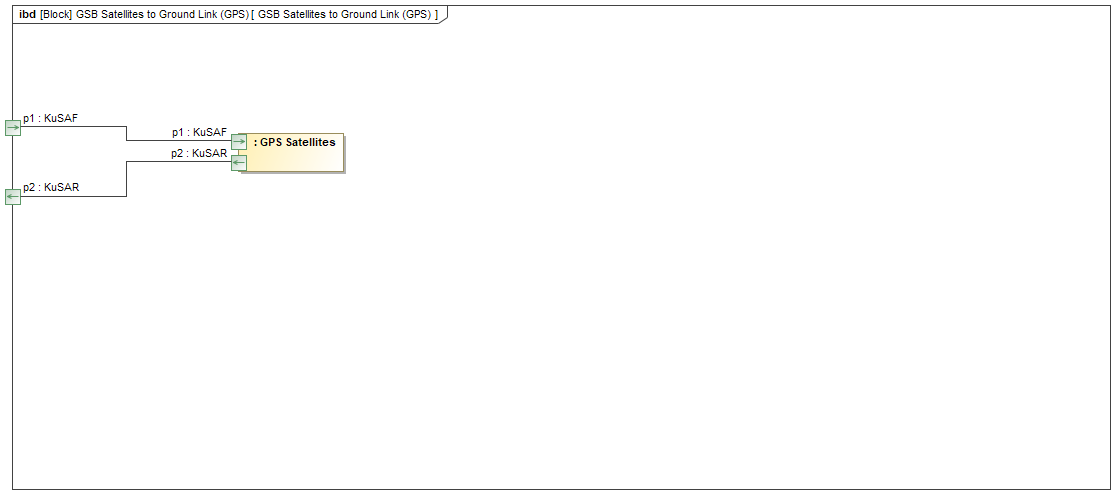 ibd [Block] GSB Satellites to Ground Link (GPS) [ GSB Satellites to Ground Link (GPS) ]
p1 : KuSAF
p1 : KuSAF
: GPS Satellites
p2 : KuSAR
p2 : KuSAR